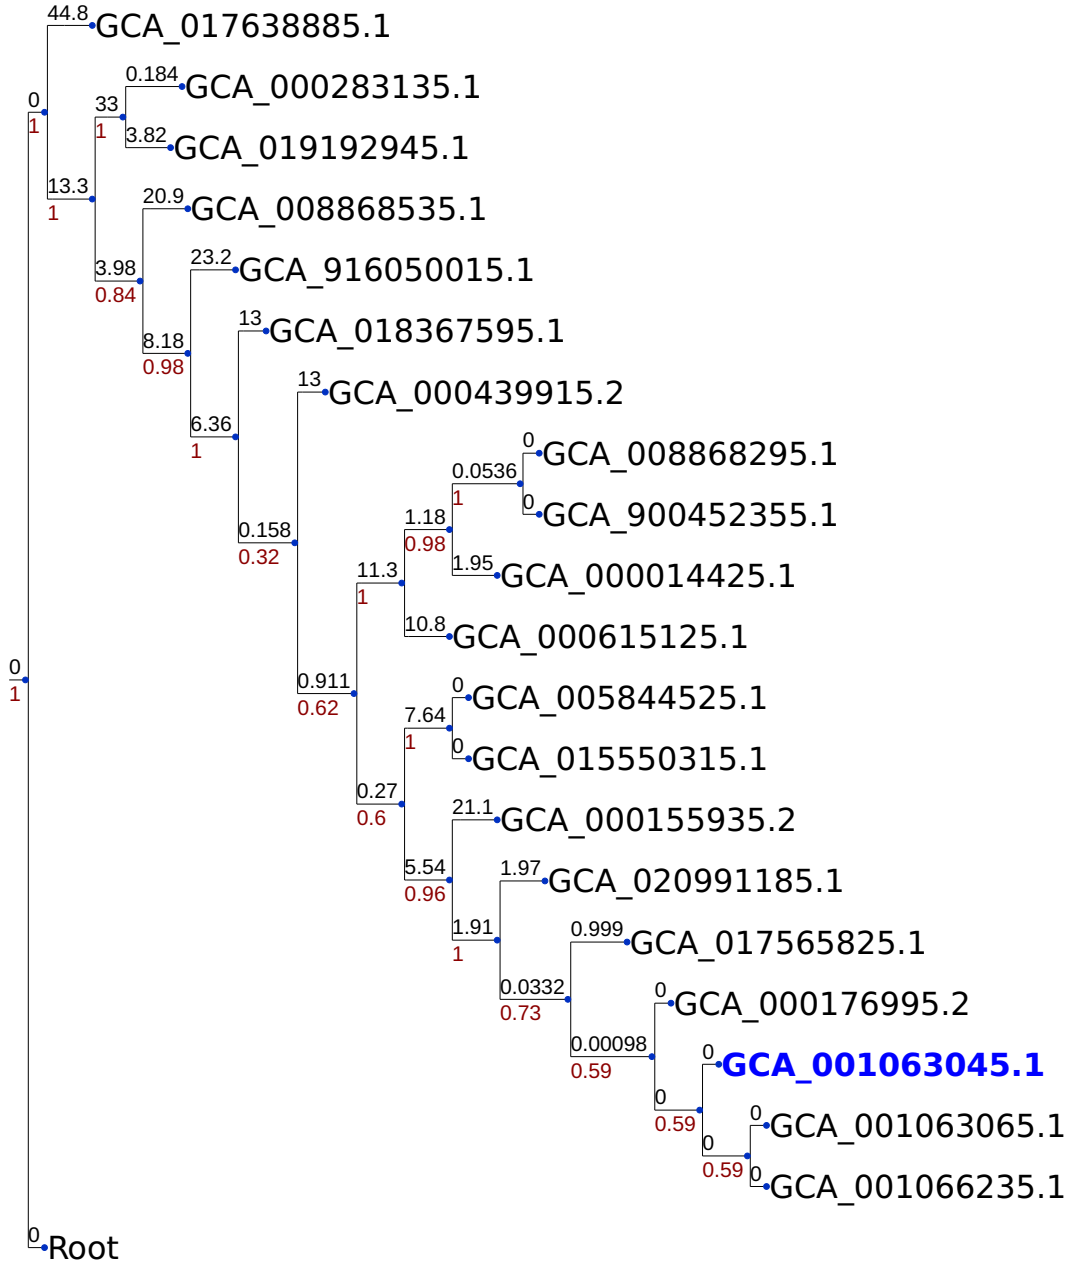 44.8 GCA_017638885.1
0.184 GCA_000283135.1
0
33
1
1
3.82 GCA_019192945.1
13.3
1
20.9 GCA_008868535.1
3.98
0.84
23.2 GCA_916050015.1
13 GCA_018367595.1
8.18
0.98
13 GCA_000439915.2
6.36
1
0 GCA_008868295.1
0.0536
1
0 GCA_900452355.1
1.18
0.98
0.158
0.32
1.95 GCA_000014425.1
11.3
1
10.8 GCA_000615125.1
0
1
0.911
0.62
0 GCA_005844525.1
7.64
1
0 GCA_015550315.1
0.27
0.6
21.1 GCA_000155935.2
5.54
0.96
1.97 GCA_020991185.1
1.91
1
0.999 GCA_017565825.1
0.0332
0.73
0 GCA_000176995.2
0.00098
0.59
0 GCA_001063045.1
0
0.59
0 GCA_001063065.1
0
0.59
0 GCA_001066235.1
0 Root